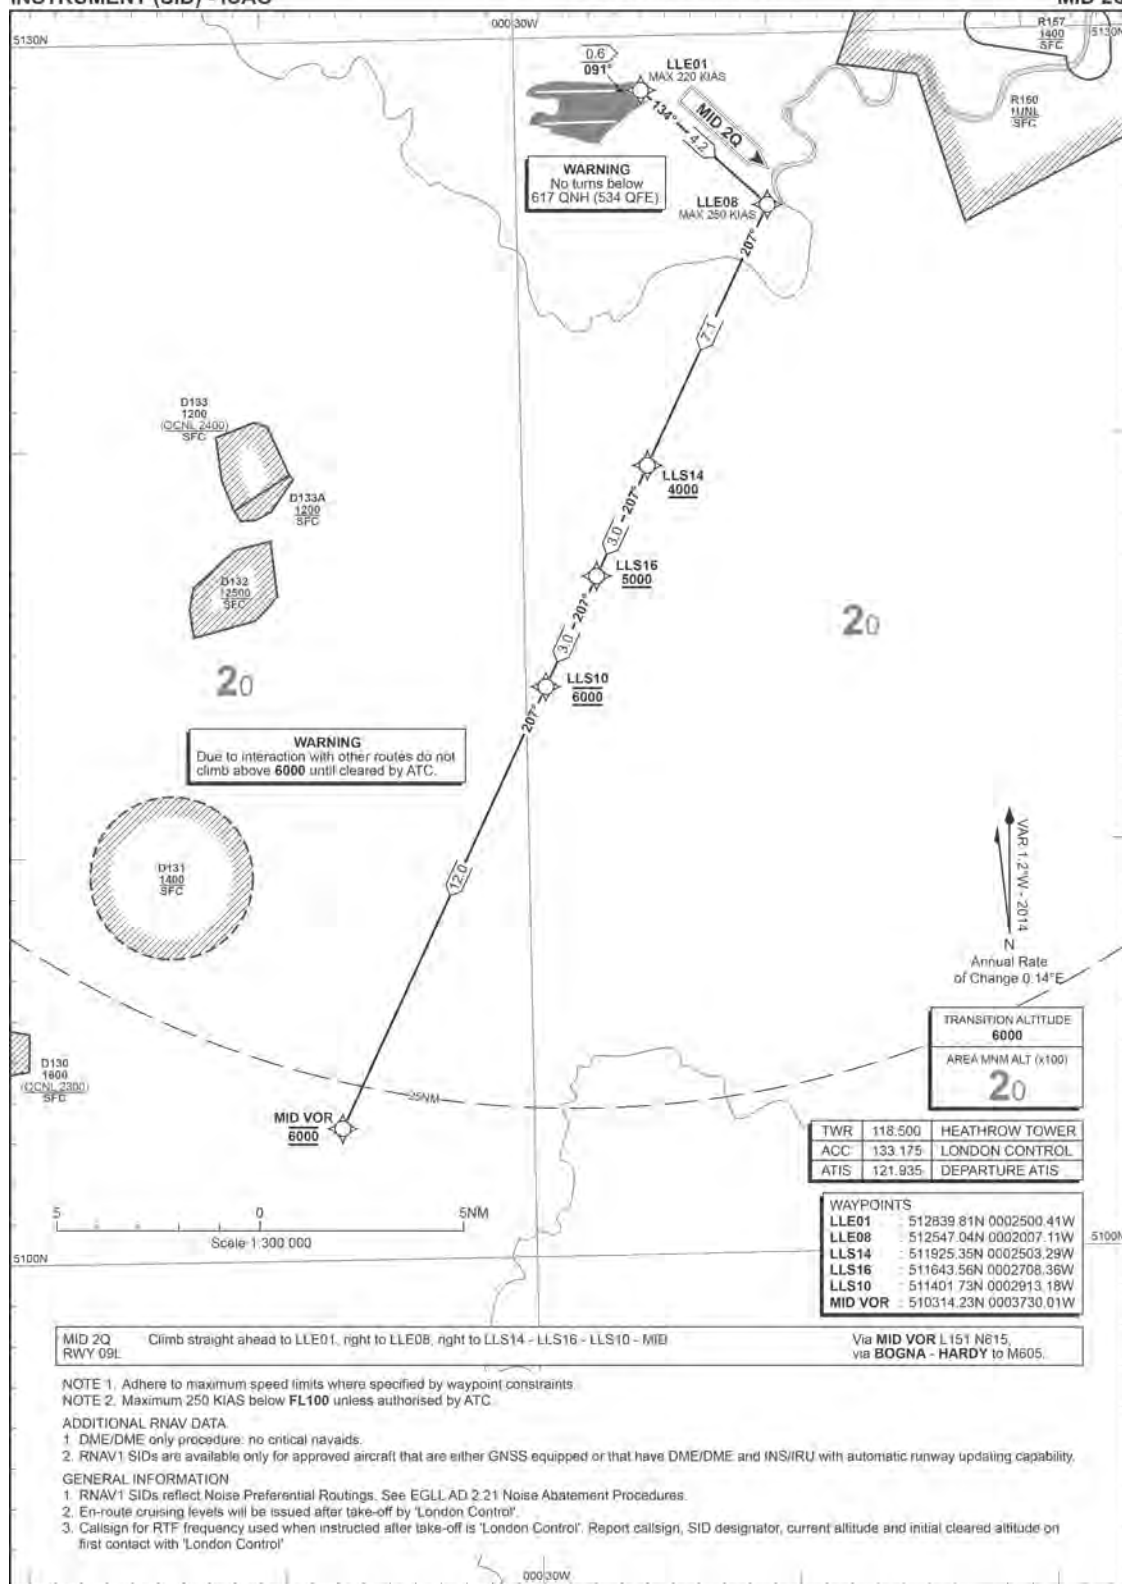 INSTRUMENT (SID) - ICAO
MID 2Q
000 30W
5130N
5130N
R157
1400
SFC
0.6
091°
LLE01
MAX 220 KIAS
134°
4.2
MID 2Q
R160
UNL
SFC
WARNING
No turns below
617 QNH (534 QFE)
LLE08
MAX 250 KIAS
207°
7.1
D133
1200
(OCNL 2400)
SFC
D133A
1200
SFC
LLS14
4000
207°
3.0
LLS16
5000
D132
12500
SFC
207°
3.0
20
20
LLS10
6000
207°
WARNING
Due to interaction with other routes do not
climb above 6000 until cleared by ATC.
12.0
D131
1400
SFC
VAR 1.2°W - 2014
N
Annual Rate
of Change 0.14°E
TRANSITION ALTITUDE
6000
AREA MNM ALT (x100)
20
D130
1600
(OCNL 2300)
SFC
25NM
MID VOR
6000
TWR 118.500 HEATHROW TOWER
ACC 133.175 LONDON CONTROL
ATIS 121.935 DEPARTURE ATIS
5 0 5NM
Scale 1:300 000
WAYPOINTS
LLE01 : 512839.81N 0002500.41W
LLE08 : 512547.04N 0002007.11W
LLS14 : 511925.35N 0002503.29W
LLS16 : 511643.56N 0002708.36W
LLS10 : 511401.73N 0002913.18W
MID VOR : 510314.23N 0003730.01W
5100N
5100N
MID 2Q Climb straight ahead to LLE01, right to LLE08, right to LLS14 - LLS16 - LLS10 - MID Via MID VOR L151 N615,
RWY 09L via BOGNA - HARDY to M605.
NOTE 1. Adhere to maximum speed limits where specified by waypoint constraints.
NOTE 2. Maximum 250 KIAS below FL100 unless authorised by ATC
ADDITIONAL RNAV DATA
1. DME/DME only procedure: no critical navaids.
2. RNAV1 SIDs are available only for approved aircraft that are either GNSS equipped or that have DME/DME and INS/IRU with automatic runway updating capability.
GENERAL INFORMATION
1. RNAV1 SIDs reflect Noise Preferential Routings. See EGLL AD 2.21 Noise Abatement Procedures.
2. En-route cruising levels will be issued after take-off by 'London Control'.
3. Callsign for RTF frequency used when instructed after take-off is 'London Control'. Report callsign, SID designator, current altitude and initial cleared altitude on
first contact with 'London Control'
000 30W